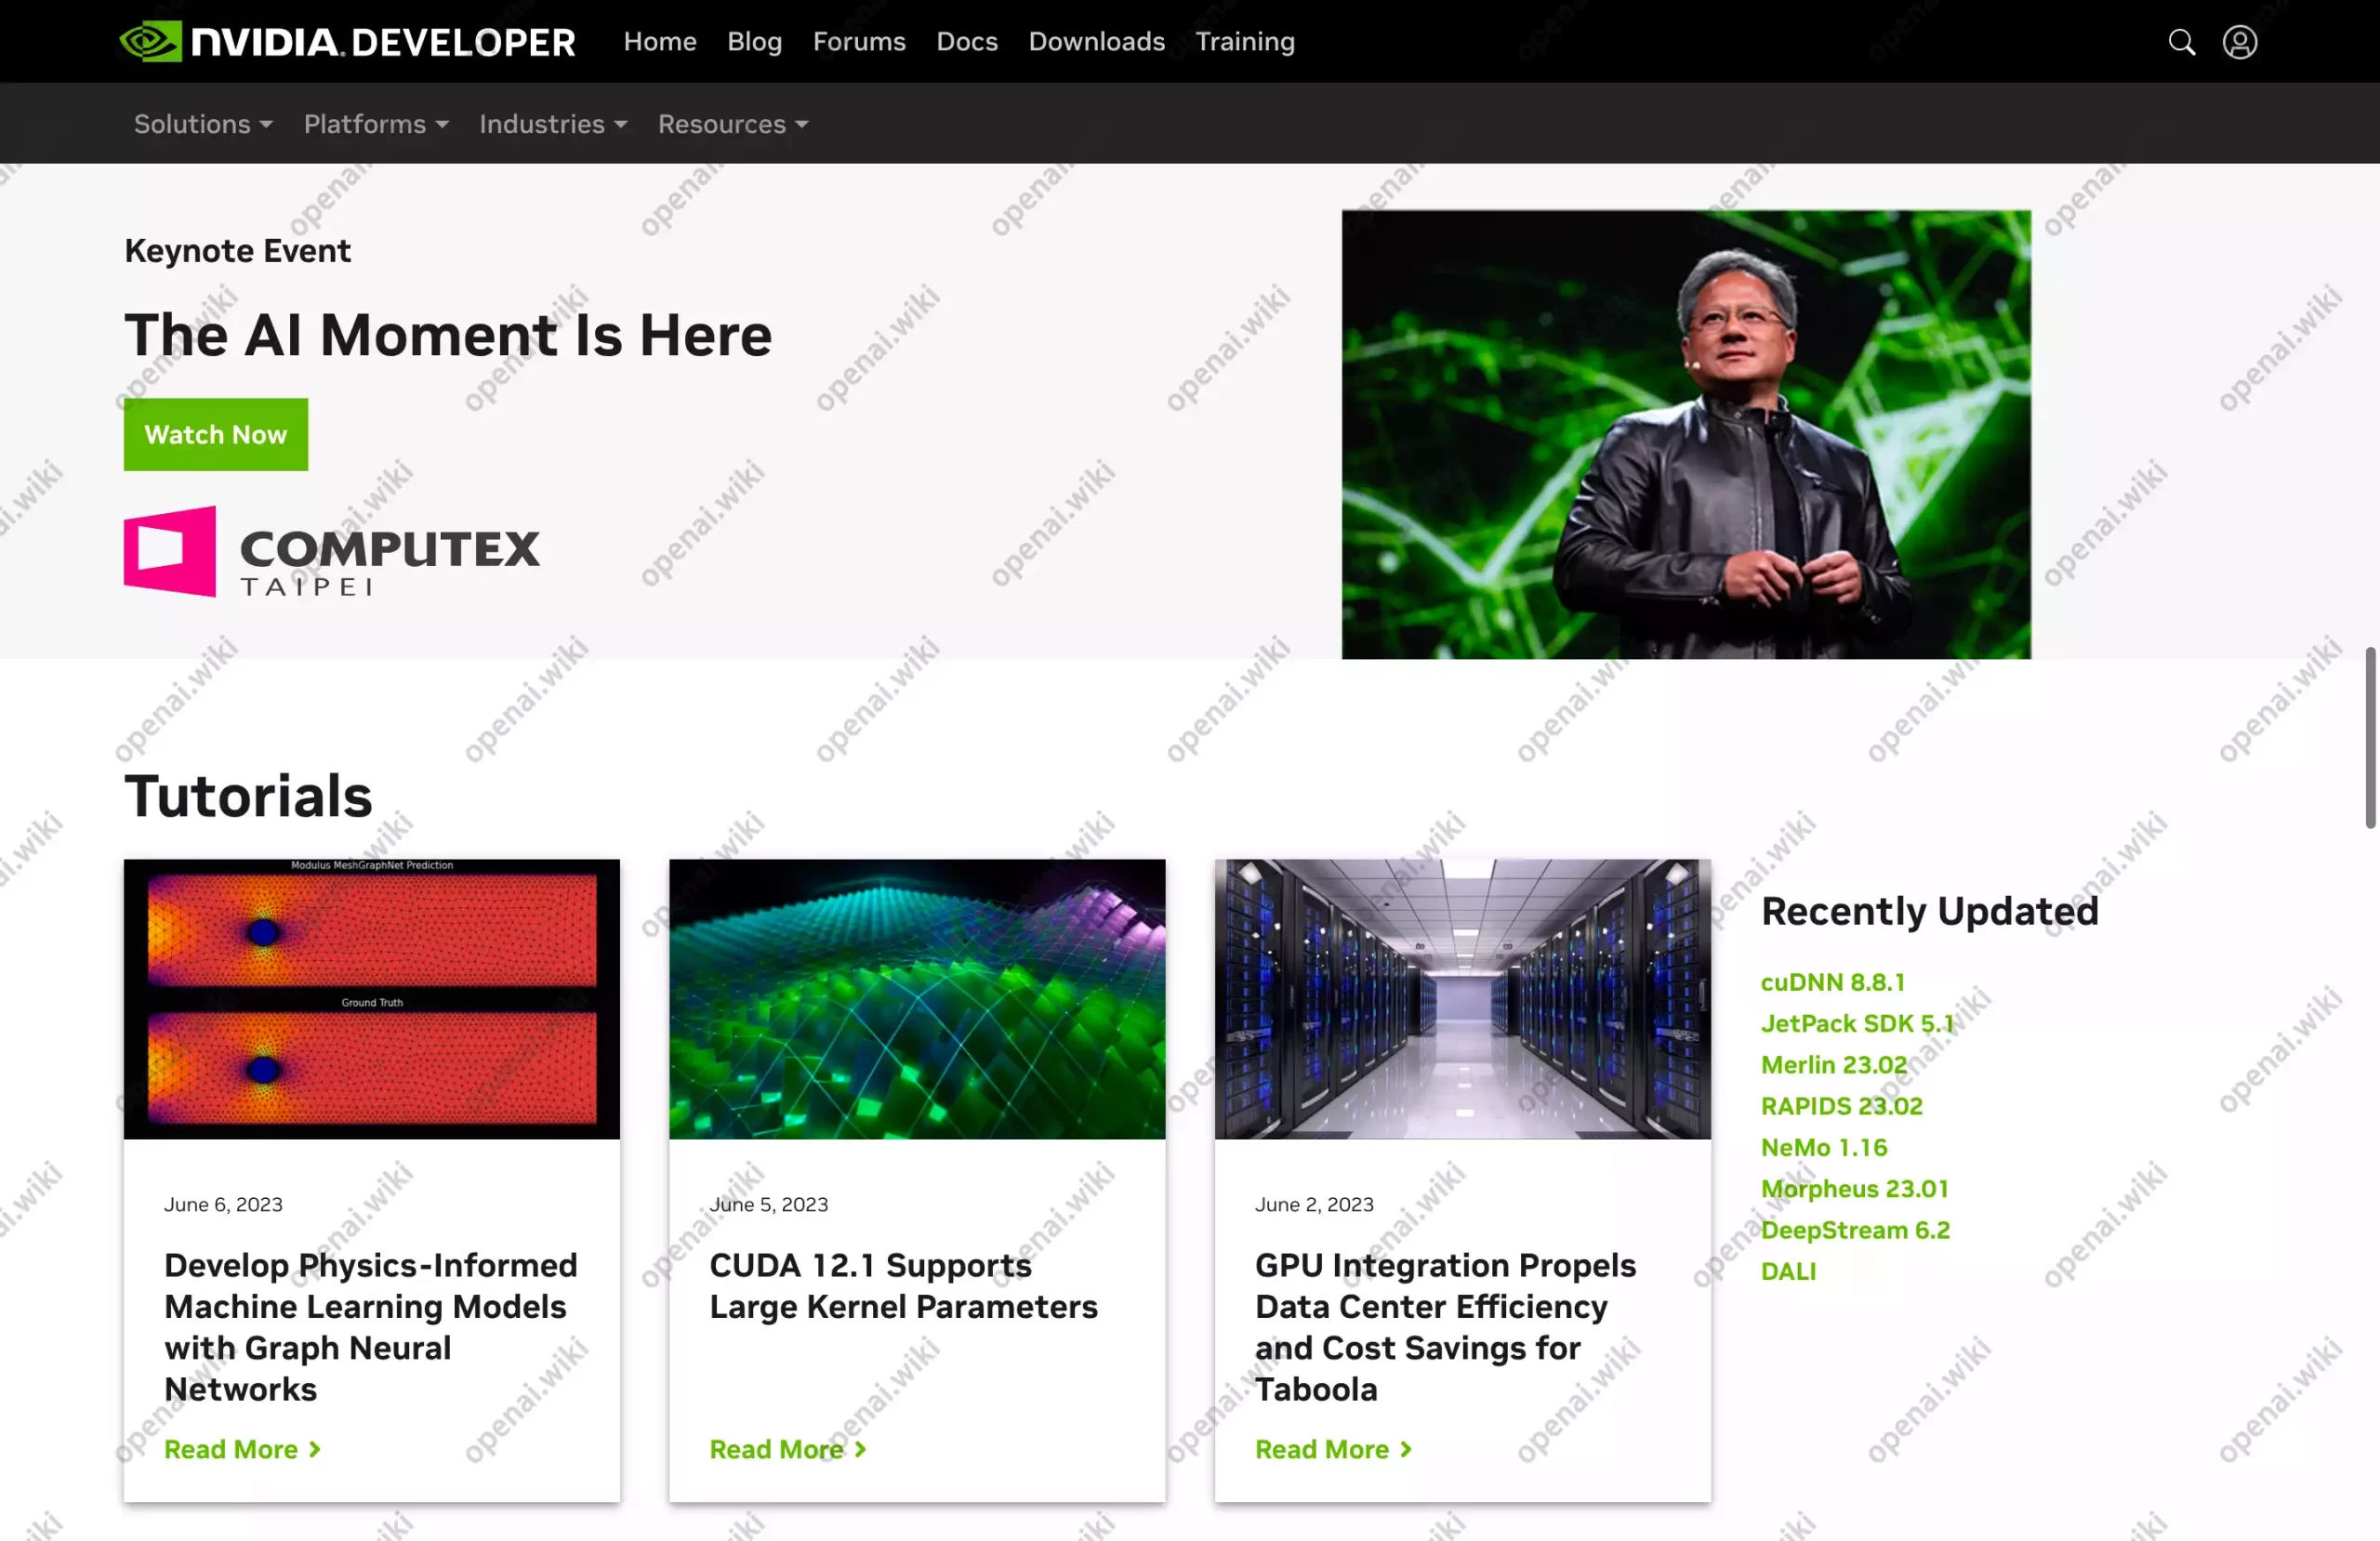 NVIDIA. DEVELOPER
Home Blog Forums Docs Downloads Training
Solutions Platforms Industries Resources
Keynote Event
The AI Moment Is Here
Watch Now
COMPUTEX
TAIPEI
Tutorials
Modulus MeshGraphNet Prediction
Ground Truth
June 6, 2023
Develop Physics-Informed
Machine Learning Models
with Graph Neural
Networks
Read More
June 5, 2023
CUDA 12.1 Supports
Large Kernel Parameters
Read More
June 2, 2023
GPU Integration Propels
Data Center Efficiency
and Cost Savings for
Taboola
Read More
Recently Updated
cuDNN 8.8.1
JetPack SDK 5.1
Merlin 23.02
RAPIDS 23.02
NeMo 1.16
Morpheus 23.01
DeepStream 6.2
DALI
openai.wiki